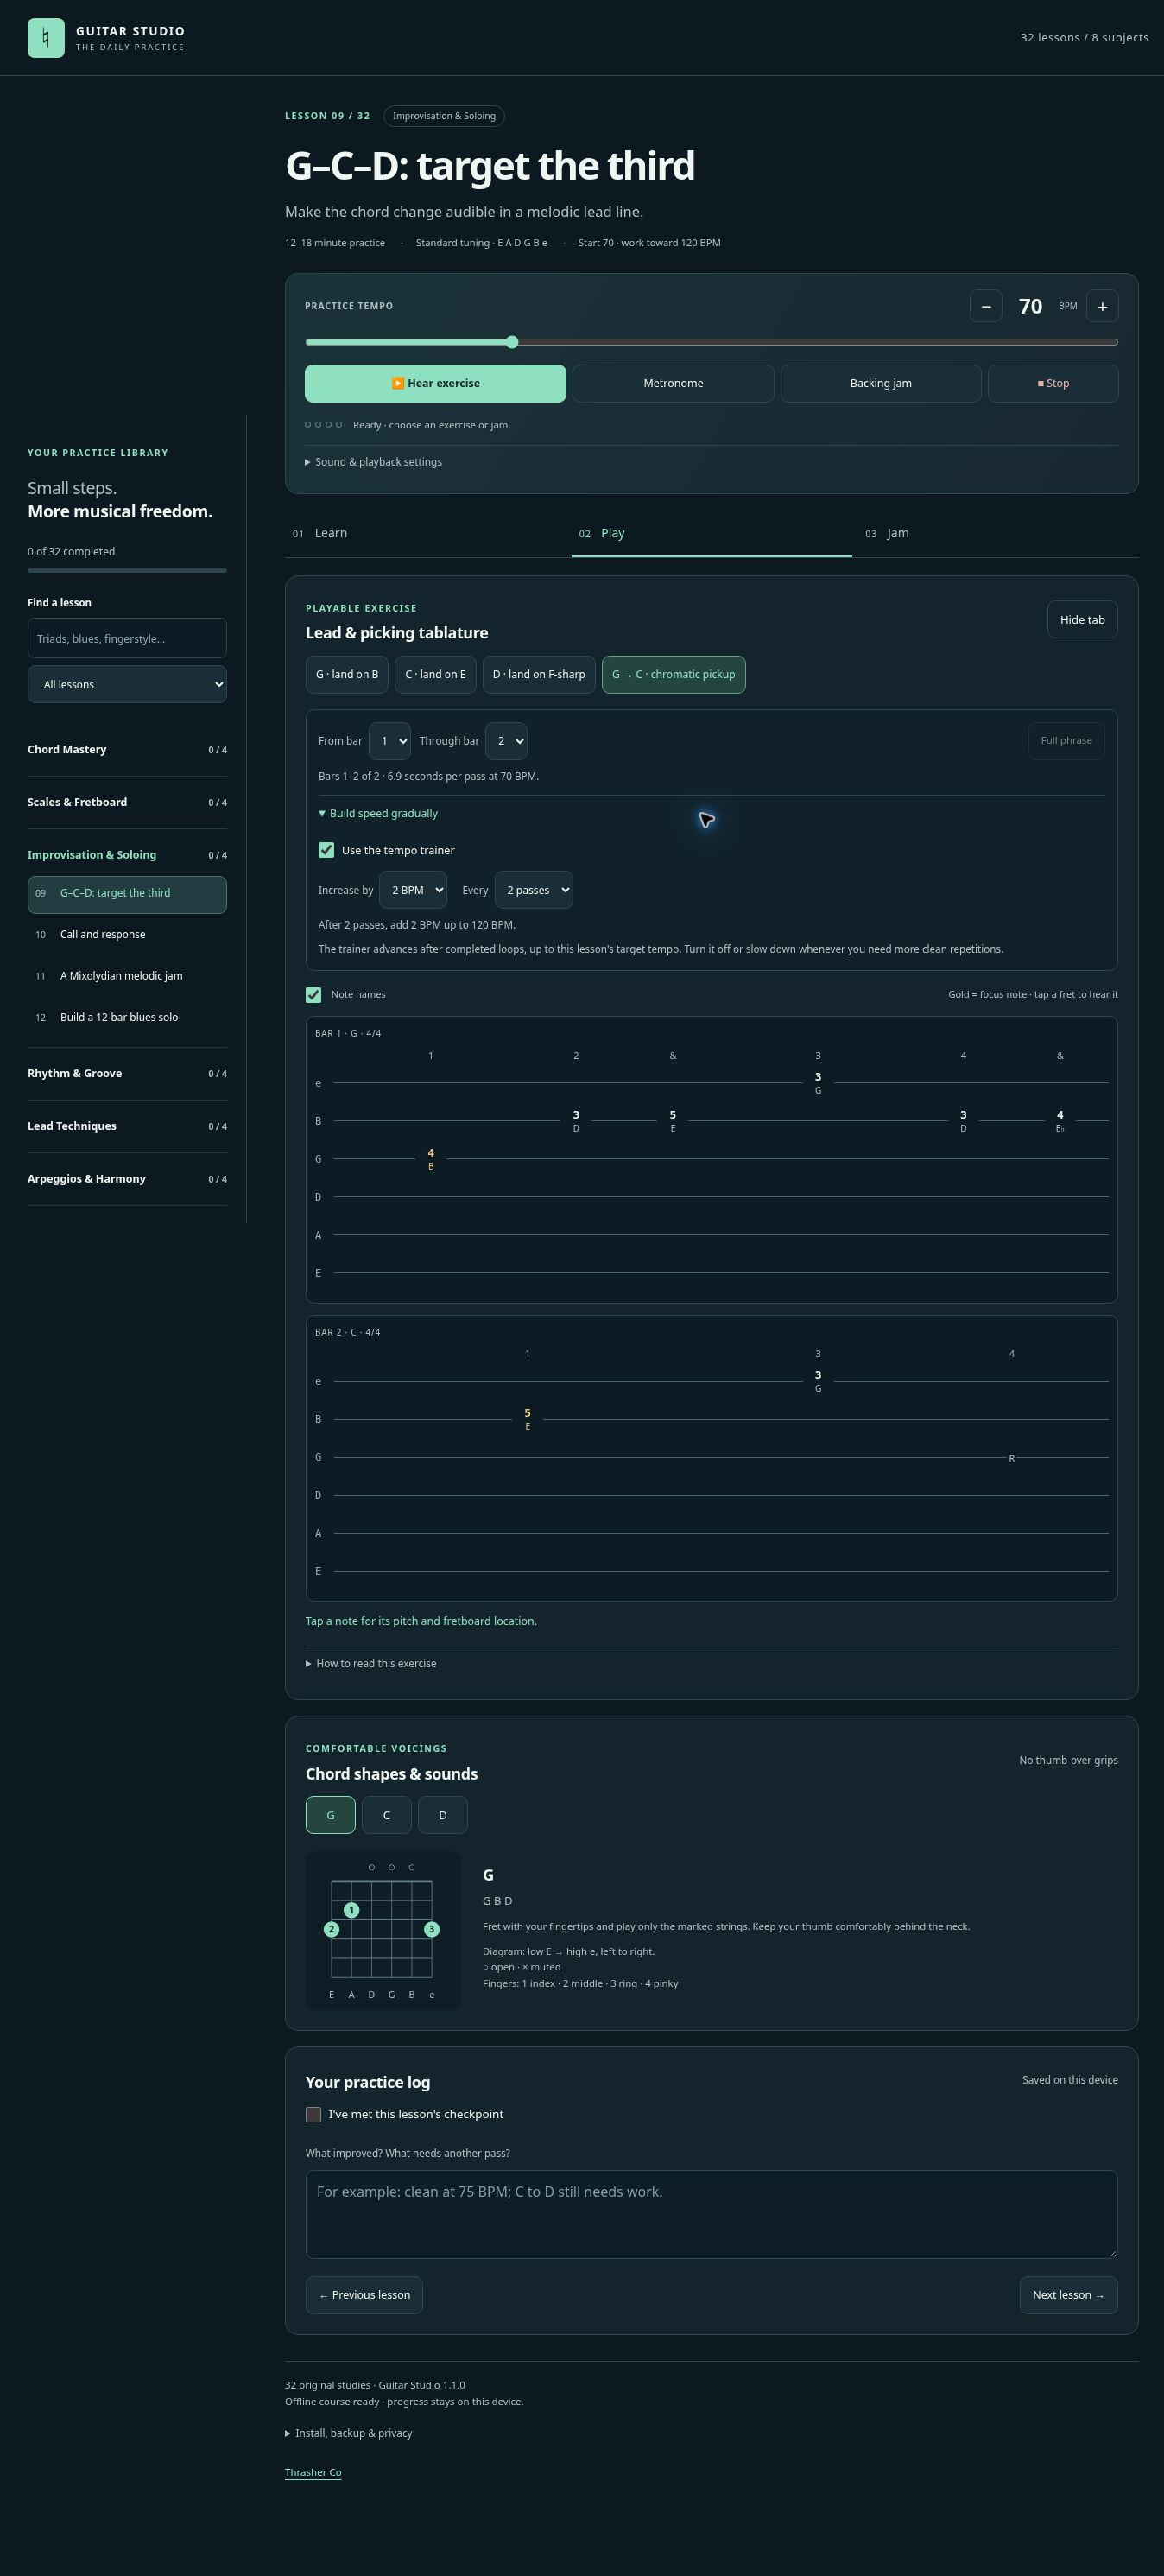 ♮
GUITAR STUDIO
THE DAILY PRACTICE
32 lessons / 8 subjects
YOUR PRACTICE LIBRARY
Small steps.
More musical freedom.
0 of 32 completed
Find a lesson
Triads, blues, fingerstyle...
All lessons
Chord Mastery 0 / 4
Scales & Fretboard 0 / 4
Improvisation & Soloing 0 / 4
09 G–C–D: target the third
10 Call and response
11 A Mixolydian melodic jam
12 Build a 12-bar blues solo
Rhythm & Groove 0 / 4
Lead Techniques 0 / 4
Arpeggios & Harmony 0 / 4
LESSON 09 / 32 Improvisation & Soloing
G–C–D: target the third
Make the chord change audible in a melodic lead line.
12–18 minute practice · Standard tuning · E A D G B e · Start 70 · work toward 120 BPM
PRACTICE TEMPO − 70 BPM +
▶ Hear exercise Metronome Backing jam ■ Stop
Ready · choose an exercise or jam.
▶ Sound & playback settings
01 Learn 02 Play 03 Jam
PLAYABLE EXERCISE
Lead & picking tablature
Hide tab
G · land on B C · land on E D · land on F-sharp G → C · chromatic pickup
From bar 1 Through bar 2 Full phrase
Bars 1–2 of 2 · 6.9 seconds per pass at 70 BPM.
▼ Build speed gradually
Use the tempo trainer
Increase by 2 BPM Every 2 passes
After 2 passes, add 2 BPM up to 120 BPM.
The trainer advances after completed loops, up to this lesson's target tempo. Turn it off or slow down whenever you need more clean repetitions.
Note names Gold = focus note · tap a fret to hear it
BAR 1 · G · 4/4
1 2 & 3 4 &
e 3 G
B 3 D 5 E 3 D 4 E♭
G 4 B
D
A
E
BAR 2 · C · 4/4
1 3 4
e 3 G
B 5 E
G R
D
A
E
Tap a note for its pitch and fretboard location.
▶ How to read this exercise
COMFORTABLE VOICINGS
Chord shapes & sounds
No thumb-over grips
G C D
1
2 3
E A D G B e
G
G B D
Fret with your fingertips and play only the marked strings. Keep your thumb comfortably behind the neck.
Diagram: low E → high e, left to right.
○ open · × muted
Fingers: 1 index · 2 middle · 3 ring · 4 pinky
Your practice log
Saved on this device
I've met this lesson's checkpoint
What improved? What needs another pass?
For example: clean at 75 BPM; C to D still needs work.
← Previous lesson Next lesson →
32 original studies · Guitar Studio 1.1.0
Offline course ready · progress stays on this device.
▶ Install, backup & privacy
Thrasher Co